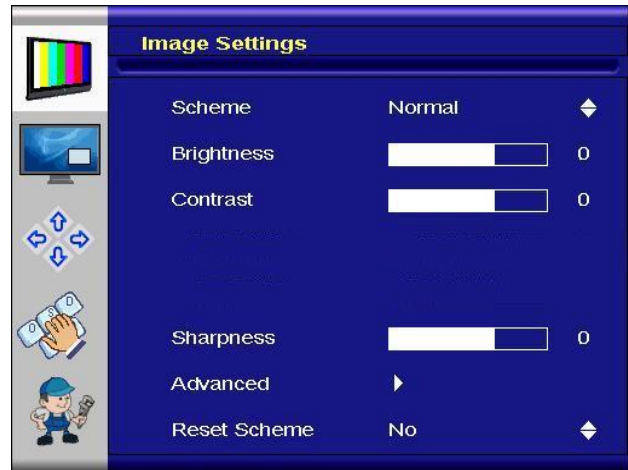 Image Settings
Scheme Normal
Brightness 0
Contrast 0
Sharpness 0
Advanced
Reset Scheme No
O S D